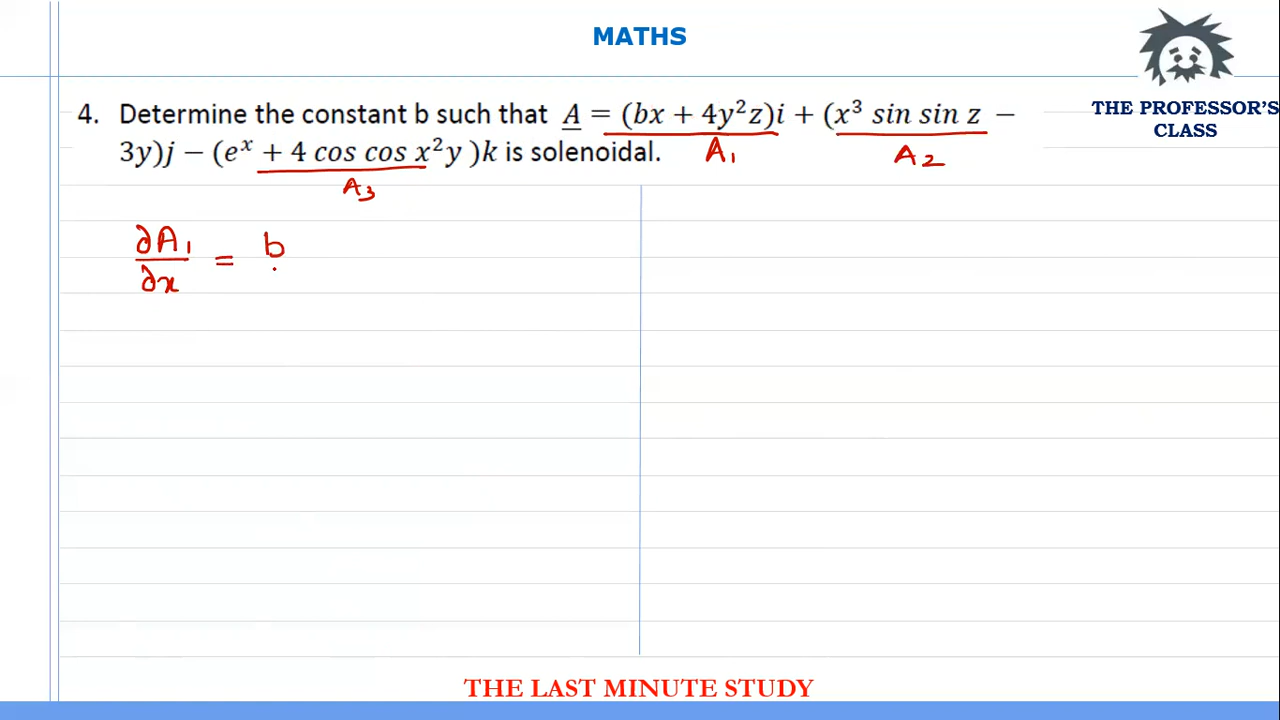 MATHS
THE PROFESSOR'S
CLASS
4. Determine the constant b such that A = (bx + 4y²z)i + (x³ sin sin z −
3y)j − (eˣ + 4 cos cos x²y )k is solenoidal.
A₁
A₂
A₃
∂A₁/∂x = b
THE LAST MINUTE STUDY